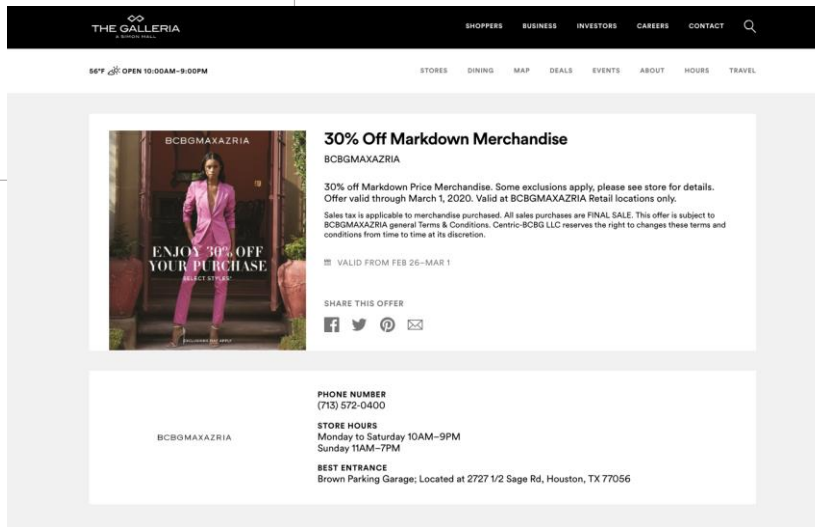 THE GALLERIA
A SIMON MALL
SHOPPERS BUSINESS INVESTORS CAREERS CONTACT
56°F OPEN 10:00AM–9:00PM
STORES DINING MAP DEALS EVENTS ABOUT HOURS TRAVEL
BCBGMAXAZRIA
ENJOY 30% OFF
YOUR PURCHASE
SELECT STYLES*
*EXCLUSIONS MAY APPLY
30% Off Markdown Merchandise
BCBGMAXAZRIA
30% off Markdown Price Merchandise. Some exclusions apply, please see store for details.
Offer valid through March 1, 2020. Valid at BCBGMAXAZRIA Retail locations only.
Sales tax is applicable to merchandise purchased. All sales purchases are FINAL SALE. This offer is subject to
BCBGMAXAZRIA general Terms & Conditions. Centric-BCBG LLC reserves the right to changes these terms and
conditions from time to time at its discretion.
VALID FROM FEB 26–MAR 1
SHARE THIS OFFER
BCBGMAXAZRIA
PHONE NUMBER
(713) 572-0400
STORE HOURS
Monday to Saturday 10AM–9PM
Sunday 11AM–7PM
BEST ENTRANCE
Brown Parking Garage; Located at 2727 1/2 Sage Rd, Houston, TX 77056